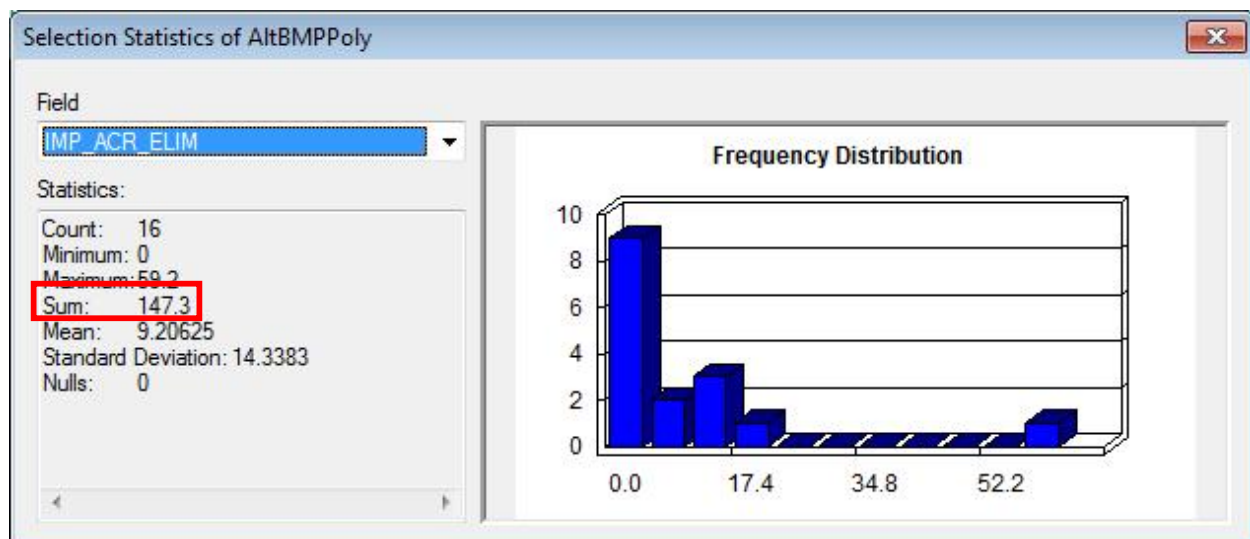 Selection Statistics of AltBMPPoly
Field
IMP_ACR_ELIM
Statistics:
Count: 16
Minimum: 0
Maximum: 59.2
Sum: 147.3
Mean: 9.20625
Standard Deviation: 14.3383
Nulls: 0
Frequency Distribution
10
8
6
4
2
0
0.0 17.4 34.8 52.2